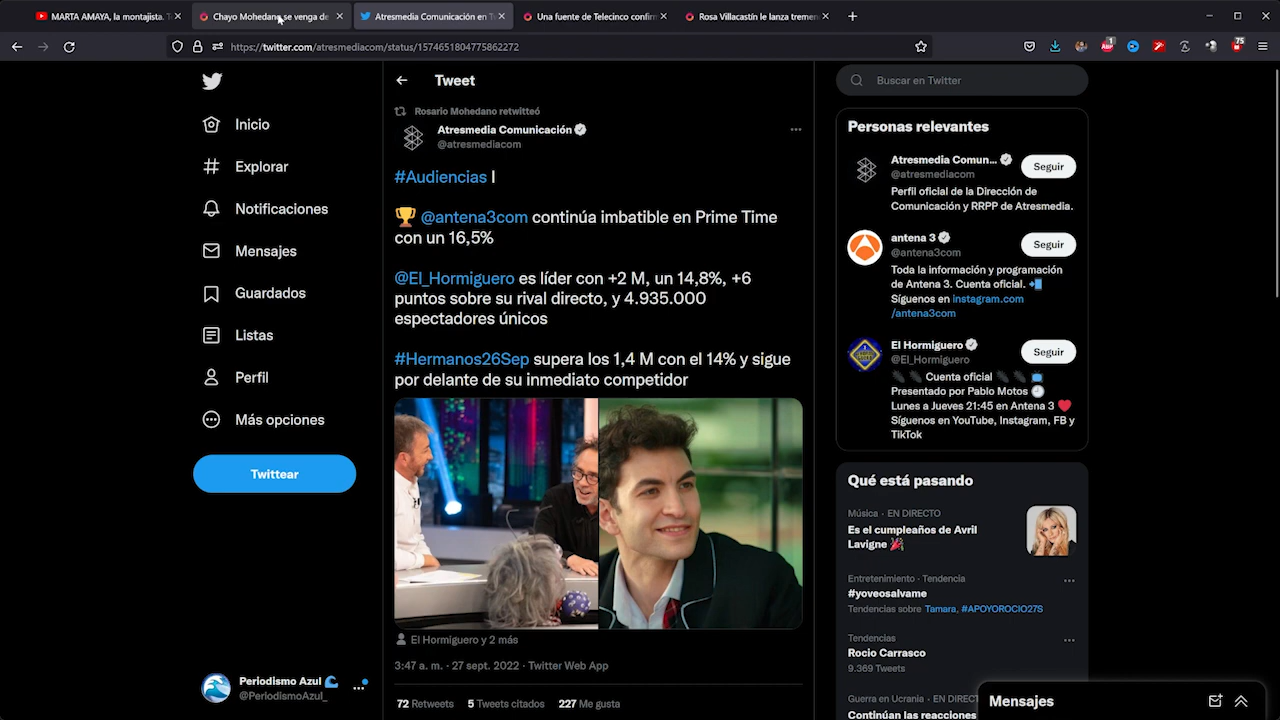 MARTA AMAYA, la montajista. T
Chayo Mohedano se venga de
Atresmedia Comunicación en Tw
Una fuente de Telecinco confirm
Rosa Villacastín le lanza tremen
https://twitter.com/atresmediacom/status/1574651804775862272
1
75
Inicio
Explorar
Notificaciones
Mensajes
Guardados
Listas
Perfil
Más opciones
Twittear
Periodismo Azul
@PeriodismoAzul_
Tweet
Rosario Mohedano retwitteó
Atresmedia Comunicación
@atresmediacom
#Audiencias |
@antena3com continúa imbatible en Prime Time
con un 16,5%
@El_Hormiguero es líder con +2 M, un 14,8%, +6
puntos sobre su rival directo, y 4.935.000
espectadores únicos
#Hermanos26Sep supera los 1,4 M con el 14% y sigue
por delante de su inmediato competidor
El Hormiguero y 2 más
3:47 a. m. · 27 sept. 2022 · Twitter Web App
72 Retweets 5 Tweets citados 227 Me gusta
Buscar en Twitter
Personas relevantes
Atresmedia Comun...
@atresmediacom
Seguir
Perfil oficial de la Dirección de
Comunicación y RRPP de Atresmedia.
antena 3
@antena3com
Seguir
Toda la información y programación
de Antena 3. Cuenta oficial.
Síguenos en instagram.com
/antena3com
El Hormiguero
@El_Hormiguero
Seguir
Cuenta oficial
Presentado por Pablo Motos
Lunes a Jueves 21:45 en Antena 3
Síguenos en YouTube, Instagram, FB y
TikTok
Qué está pasando
Música · EN DIRECTO
Es el cumpleaños de Avril
Lavigne
Entretenimiento · Tendencia
#yoveosalvame
Tendencias sobre Tamara, #APOYOROCIO27S
Tendencias
Rocio Carrasco
9.369 Tweets
Guerra en Ucrania · EN DIRECT
Continúan las reacciones
Mensajes